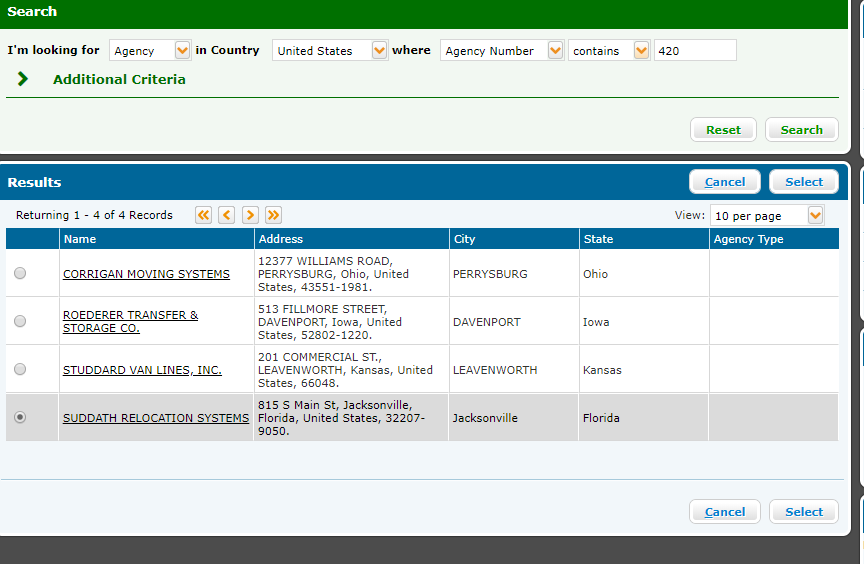 Search
I'm looking for Agency in Country United States where Agency Number contains 420
Additional Criteria
Reset Search
Results Cancel Select
Returning 1 - 4 of 4 Records View: 10 per page
Name Address City State Agency Type
CORRIGAN MOVING SYSTEMS
12377 WILLIAMS ROAD,
PERRYSBURG, Ohio, United
States, 43551-1981.
PERRYSBURG
Ohio
ROEDERER TRANSFER &
STORAGE CO.
513 FILLMORE STREET,
DAVENPORT, Iowa, United
States, 52802-1220.
DAVENPORT
Iowa
STUDDARD VAN LINES, INC.
201 COMMERCIAL ST.,
LEAVENWORTH, Kansas, United
States, 66048.
LEAVENWORTH
Kansas
SUDDATH RELOCATION SYSTEMS
815 S Main St, Jacksonville,
Florida, United States, 32207-
9050.
Jacksonville
Florida
Cancel Select